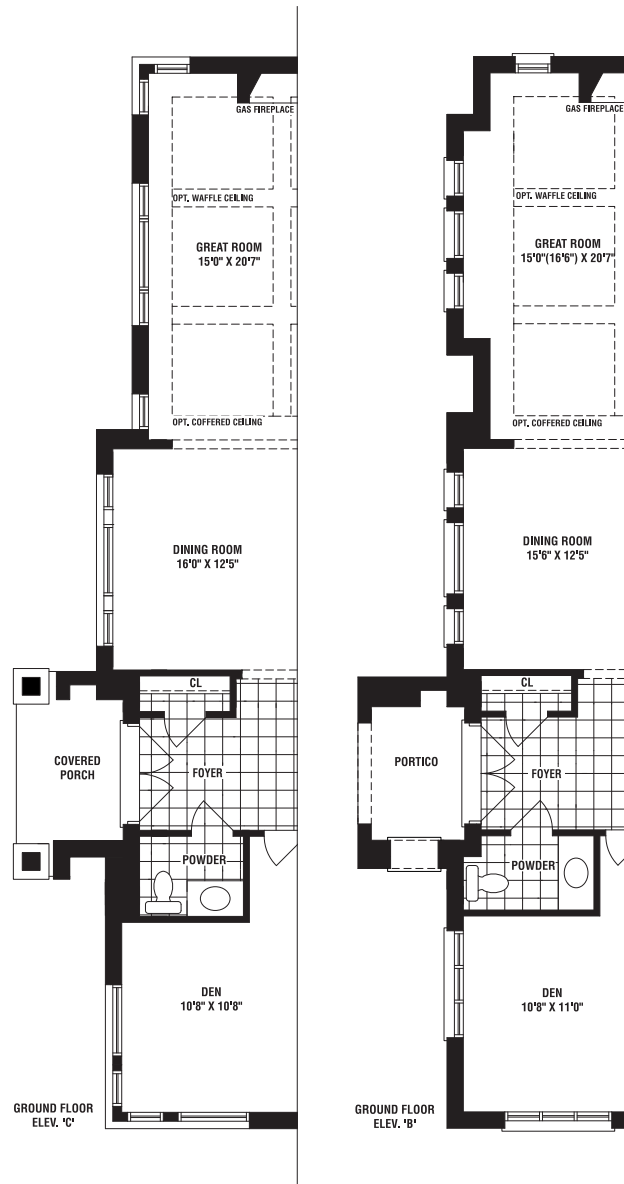 GAS FIREPLACE
OPT. WAFFLE CEILING
GREAT ROOM
15'0" X 20'7"
OPT. COFFERED CEILING
DINING ROOM
16'0" X 12'5"
CL
COVERED
PORCH
FOYER
POWDER
DEN
10'8" X 10'8"
GROUND FLOOR
ELEV. 'C'
GAS FIREPLACE
OPT. WAFFLE CEILING
GREAT ROOM
15'0"(16'6") X 20'7"
OPT. COFFERED CEILING
DINING ROOM
15'6" X 12'5"
CL
PORTICO
FOYER
POWDER
DEN
10'8" X 11'0"
GROUND FLOOR
ELEV. 'B'